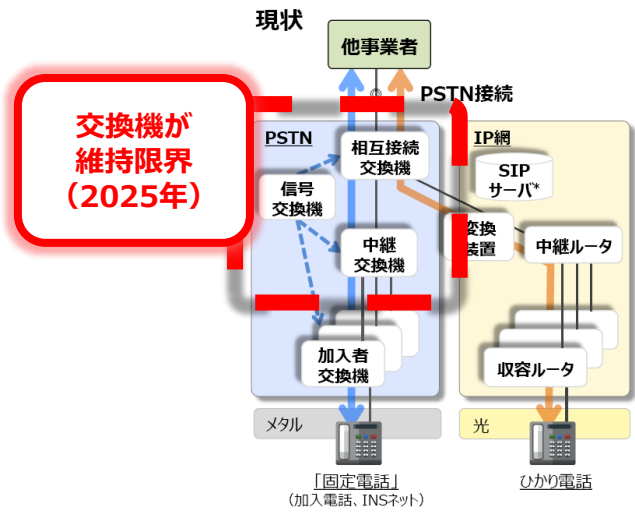 現状
他事業者
PSTN接続
交換機が
維持限界
（2025年）
PSTN
相互接続
交換機
信号
交換機
中継
交換機
加入者
交換機
IP網
SIP
サーバ*
変換
装置
中継ルータ
収容ルータ
メタル
光
「固定電話」
（加入電話、INSネット）
ひかり電話